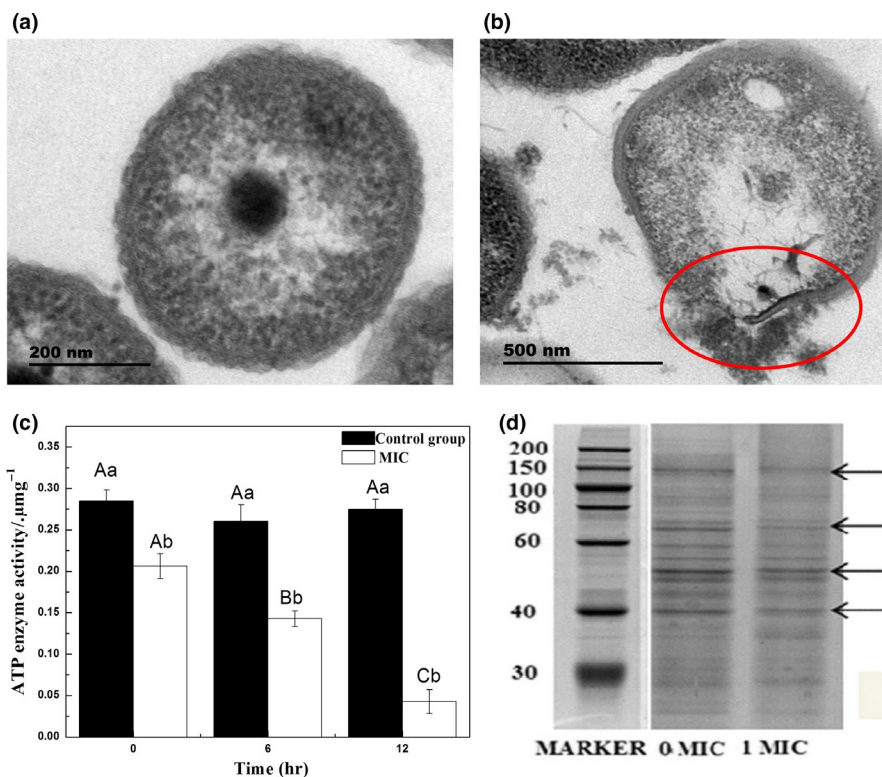 (a)
200 nm
(b)
500 nm
(c)
ATP enzyme activity/.μmg⁻¹
0.35
0.30
0.25
0.20
0.15
0.10
0.05
0.00
Control group
MIC
Aa
Ab
Aa
Bb
Aa
Cb
0
6
12
Time (hr)
(d)
200
150
100
80
60
40
30
MARKER 0 MIC 1 MIC